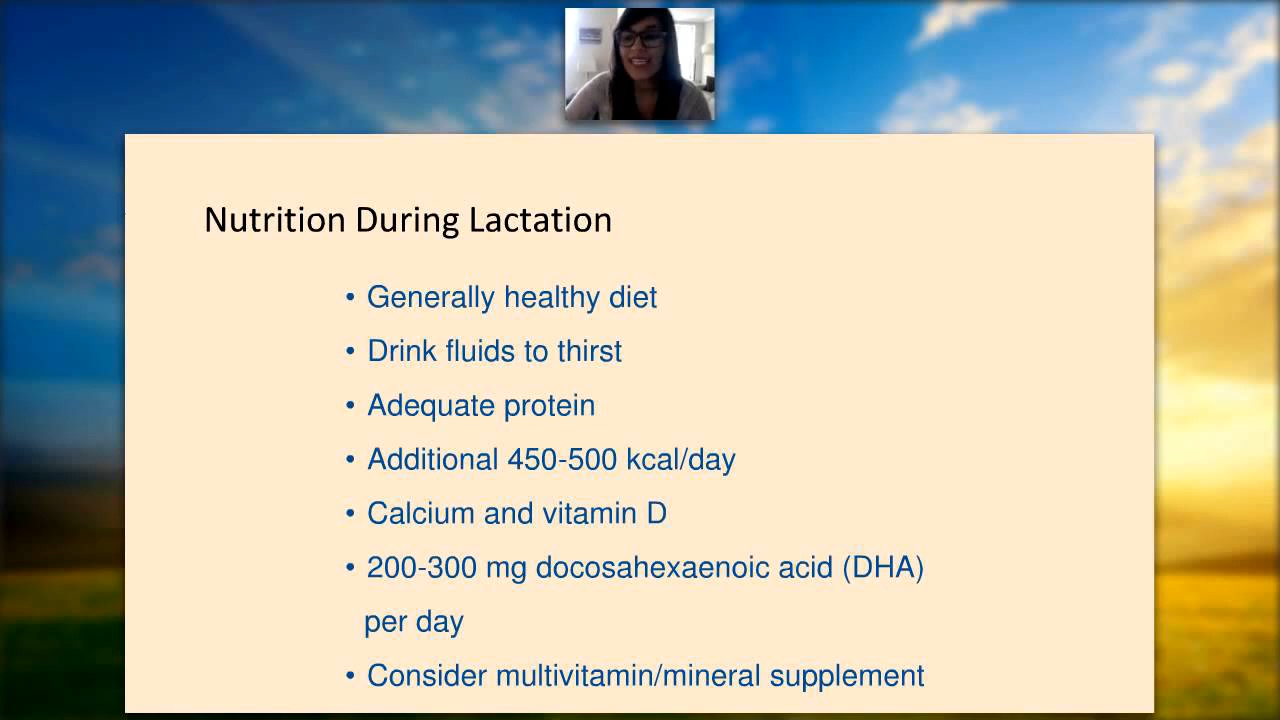 Nutrition During Lactation
• Generally healthy diet
• Drink fluids to thirst
• Adequate protein
• Additional 450-500 kcal/day
• Calcium and vitamin D
• 200-300 mg docosahexaenoic acid (DHA)
per day
• Consider multivitamin/mineral supplement